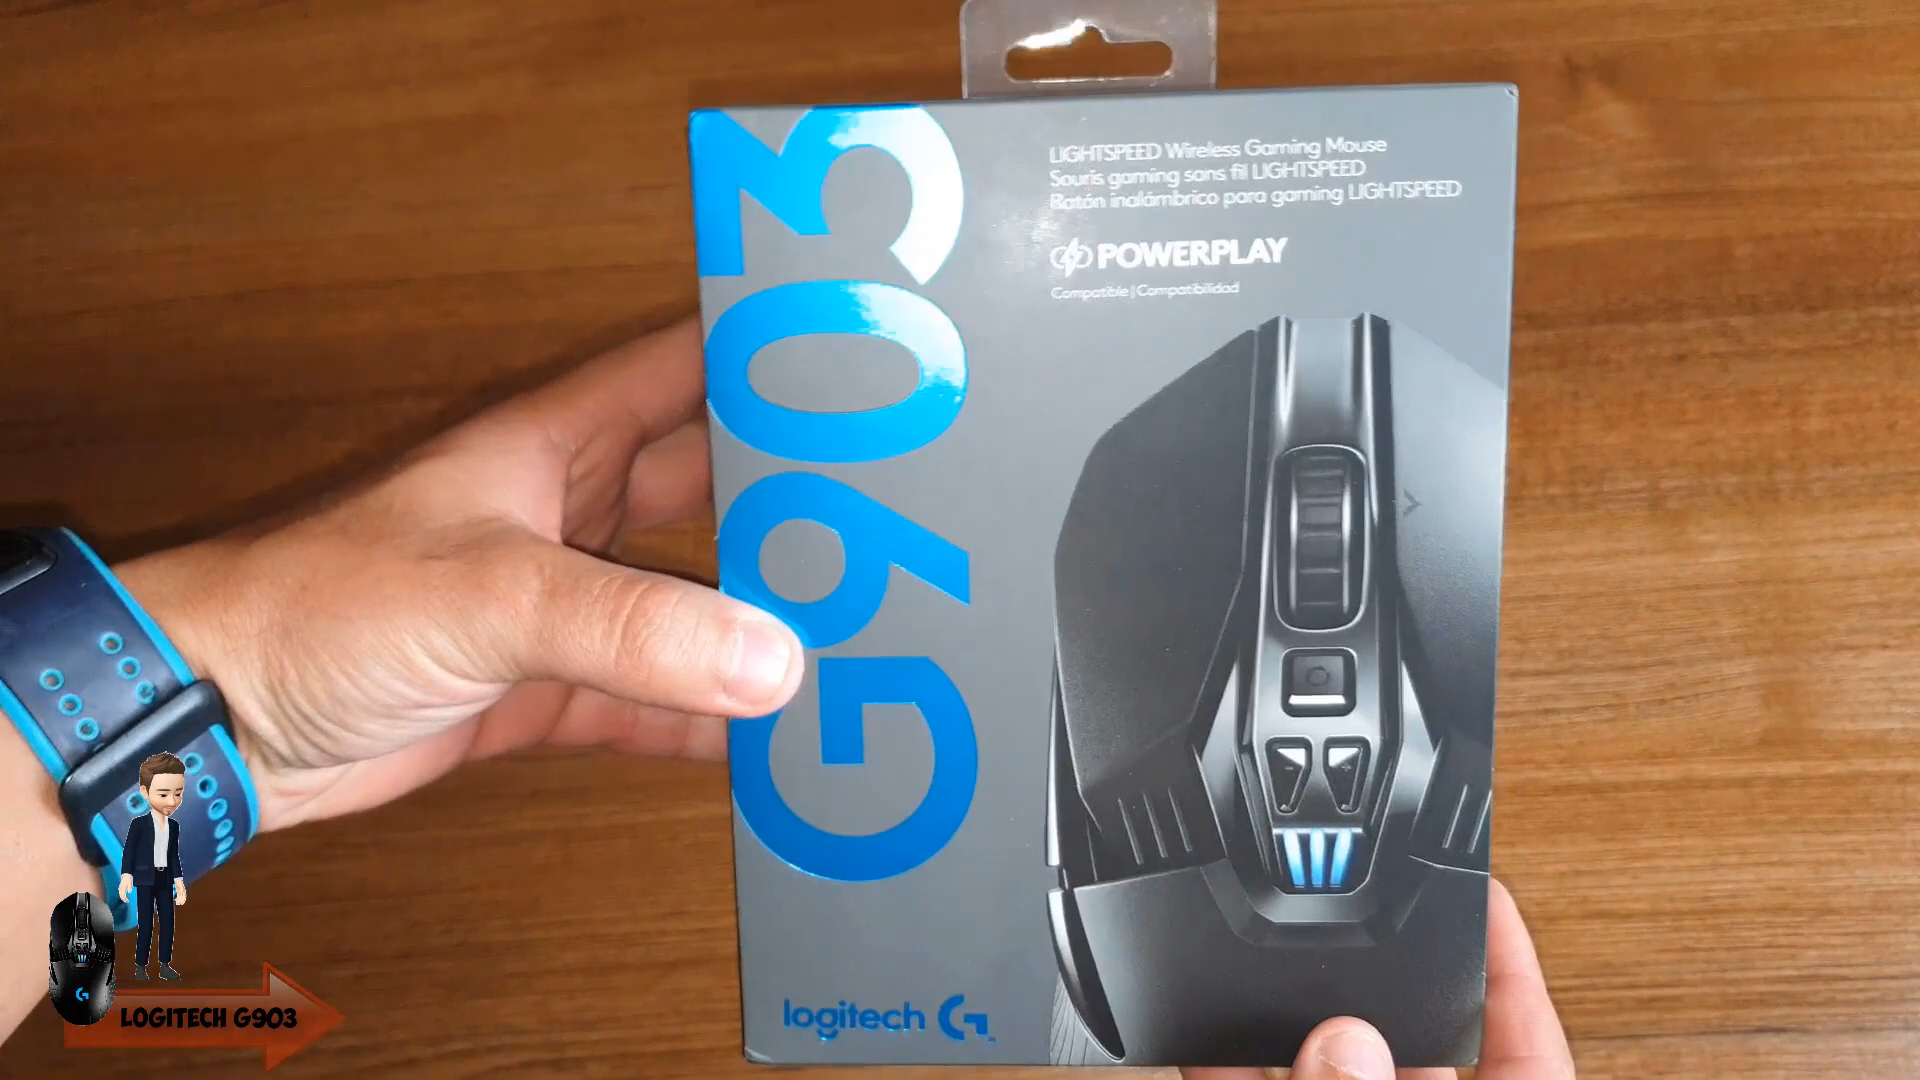 G903
LIGHTSPEED Wireless Gaming Mouse
Souris gaming sans fil LIGHTSPEED
Ratón inalámbrico para gaming LIGHTSPEED
POWERPLAY
Compatible | Compatibilidad
logitech G
LOGITECH G903